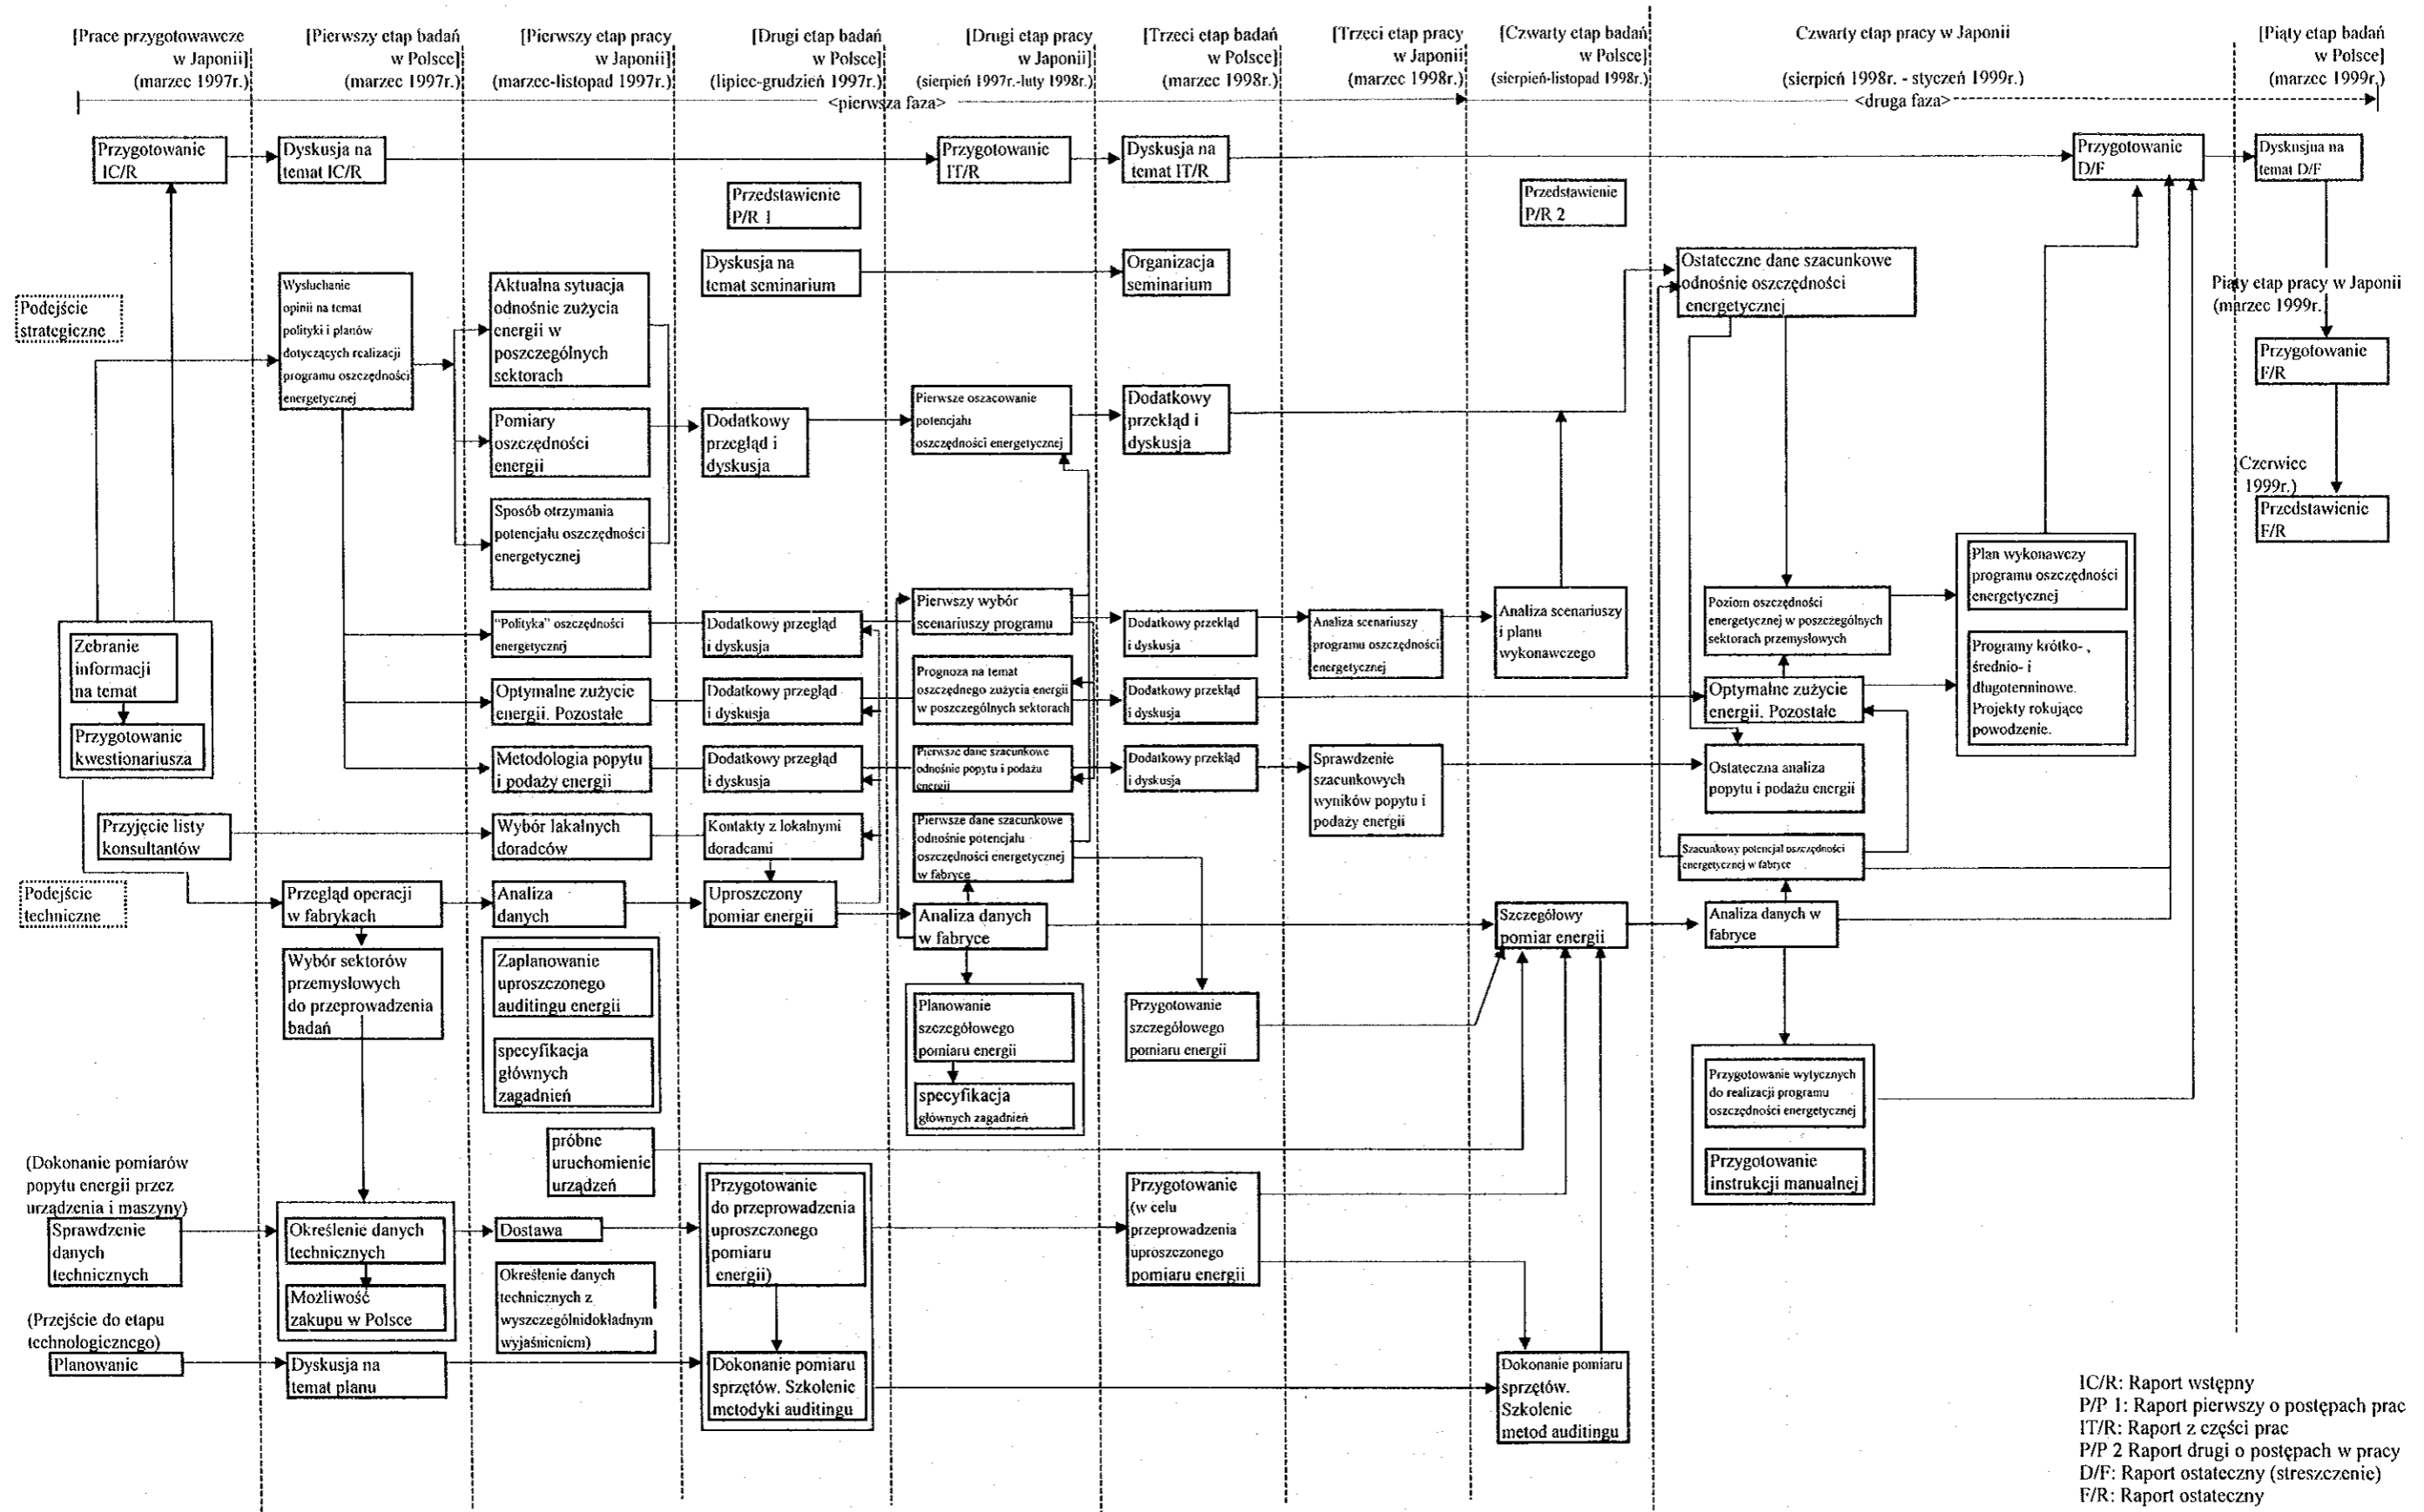 [Prace przygotowawcze
w Japonii]
(marzec 1997r.)
[Pierwszy etap badań
w Polsce]
(marzec 1997r.)
[Pierwszy etap pracy
w Japonii]
(marzec-listopad 1997r.)
[Drugi etap badań
w Polsce]
(lipiec-grudzień 1997r.)
[Drugi etap pracy
w Japonii]
(sierpień 1997r.-luty 1998r.)
[Trzeci etap badań
w Polsce]
(marzec 1998r.)
[Trzeci etap pracy
w Japonii]
(marzec 1998r.)
[Czwarty etap badań
w Polsce]
(sierpień-listopad 1998r.)
Czwarty etap pracy w Japonii
(sierpień 1998r. - styczeń 1999r.)
[Piąty etap badań
w Polsce]
(marzec 1999r.)
<pierwsza faza>
<druga faza>
Przygotowanie
IC/R
Dyskusja na
temat IC/R
Przygotowanie
IT/R
Dyskusja na
temat IT/R
Przygotowanie
D/F
Dyskusjna na
temat D/F
Przedstawienie
P/R 1
Przedstawienie
P/R 2
Dyskusja na
temat seminarium
Organizacja
seminarium
Podejście
strategiczne
Wysłuchanie
opinii na temat
polityki i planów
dotyczących realizacji
programu oszczędności
energetycznej
Aktualna sytuacja
odnośnie zużycia
energii w
poszczególnych
sektorach
Pomiary
oszczędności
energii
Sposób otrzymania
potencjału oszczędności
energetycznej
Dodatkowy
przegląd i
dyskusja
Pierwsze oszacowanie
potencjału
oszczędności energetycznej
Dodatkowy
przekląd i
dyskusja
Ostateczne dane szacunkowe
odnośnie oszczędności
energetycznej
Piąty etap pracy w Japonii
(marzec 1999r.
Przygotowanie
F/R
Czerwiec
1999r.)
Przedstawienie
F/R
Zebranie
informacji
na temat
Przygotowanie
kwestionariusza
"Polityka" oszczędności
energetycznrj
Dodatkowy przegląd
i dyskusja
Pierwszy wybór
scenariuszy programu
Dodatkowy przekląd
i dyskusja
Analiza scenariuszy
programu oszczędności
energetycznej
Analiza scenariuszy
i planu
wykonawczego
Poziom oszczędności
energetycznej w poszczególnych
sektorach przemysłowych
Plan wykonawczy
programu oszczędności
energetycznej
Programy krótko- ,
średnio- i
długoterminowe.
Projekty rokujące
powodzenie.
Optymalne zużycie
energii. Pozostałe
Dodatkowy przegląd
i dyskusja
Prognoza na temat
oszczędnego zużycia energii
w poszczególnych sektorach
Dodatkowy przekląd
i dyskusja
Optymalne zużycie
energii. Pozostałe
Metodologia popytu
i podaży energii
Dodatkowy przegląd
i dyskusja
Pierwsze dane szacunkowe
odnośnie popytu i podażu
energii
Dodatkowy przekląd
i dyskusja
Sprawdzenie
szacunkowych
wyników popytu i
podaży energii
Ostateczna analiza
popytu i podażu energii
Przyjęcie listy
konsultantów
Wybór lakalnych
doradców
Kontakty z lokalnymi
doradcami
Pierwsze dane szacunkowe
odnośnie potencjału
oszczędności energetycznej
w fabryce
Szacunkowy potencjał oszczędności
energetycznej w fabryce
Podejście
techniczne
Przegląd operacji
w fabrykach
Analiza
danych
Uproszczony
pomiar energii
Analiza danych
w fabryce
Szczegółowy
pomiar energii
Analiza danych w
fabryce
Wybór sektorów
przemysłowych
do przeprowadzenia
badań
Zaplanowanie
uproszczonego
auditingu energii
specyfikacja
głównych
zagadnień
Planowanie
szczegółowego
pomiaru energii
specyfikacja
głównych zagadnień
Przygotowanie
szczegółowego
pomiaru energii
Przygotowanie wytycznych
do realizacji programu
oszczędności energetycznej
Przygotowanie
instrukcji manualnej
próbne
uruchomienie
urządzeń
(Dokonanie pomiarów
popytu energii przez
urządzenia i maszyny)
Sprawdzenie
danych
technicznych
Określenie danych
technicznych
Możliwość
zakupu w Polsce
Dostawa
Określenie danych
technicznych z
wyszczególnidokładnym
wyjaśnieniem)
Przygotowanie
do przeprowadzenia
uproszczonego
pomiaru
energii)
Przygotowanie
(w celu
przeprowadzenia
uproszczonego
pomiaru energii
(Przejście do etapu
technologicznego)
Planowanie
Dyskusja na
temat planu
Dokonanie pomiaru
sprzętów. Szkolenie
metodyki auditingu
Dokonanie pomiaru
sprzętów.
Szkolenie
metod auditingu
IC/R: Raport wstępny
P/P 1: Raport pierwszy o postępach prac
IT/R: Raport z części prac
P/P 2 Raport drugi o postępach w pracy
D/F: Raport ostateczny (streszczenie)
F/R: Raport ostateczny